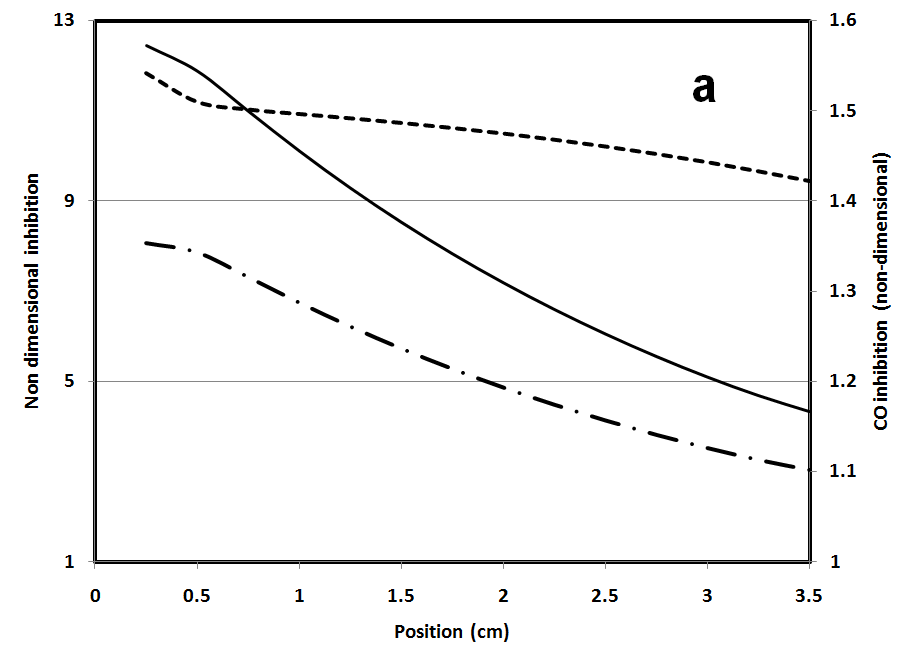 a
Non dimensional inhibition
13
9
5
1
1.6
1.5
1.4
1.3
1.2
1.1
1
CO inhibition (non-dimensional)
0 0.5 1 1.5 2 2.5 3 3.5
Position (cm)